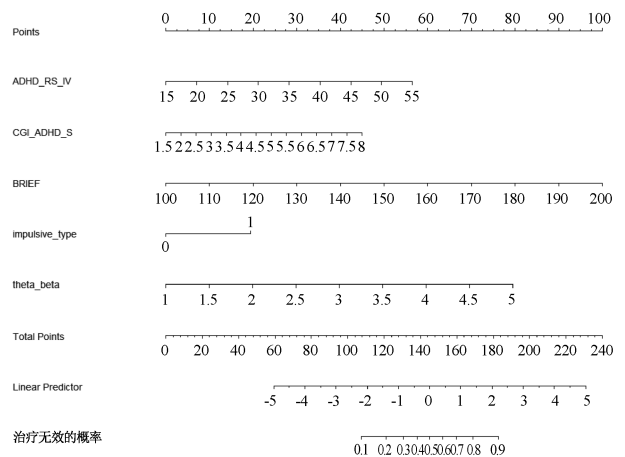 Points 0 10 20 30 40 50 60 70 80 90 100
ADHD_RS_IV
15 20 25 30 35 40 45 50 55
CGI_ADHD_S
1.5 2 2.5 3 3.5 4 4.5 5 5.5 6 6.5 7 7.5 8
BRIEF
100 110 120 130 140 150 160 170 180 190 200
1
impulsive_type
0
theta_beta
1 1.5 2 2.5 3 3.5 4 4.5 5
Total Points
0 20 40 60 80 100 120 140 160 180 200 220 240
Linear Predictor
-5 -4 -3 -2 -1 0 1 2 3 4 5
治疗无效的概率
0.1 0.2 0.3 0.4 0.5 0.6 0.7 0.8 0.9